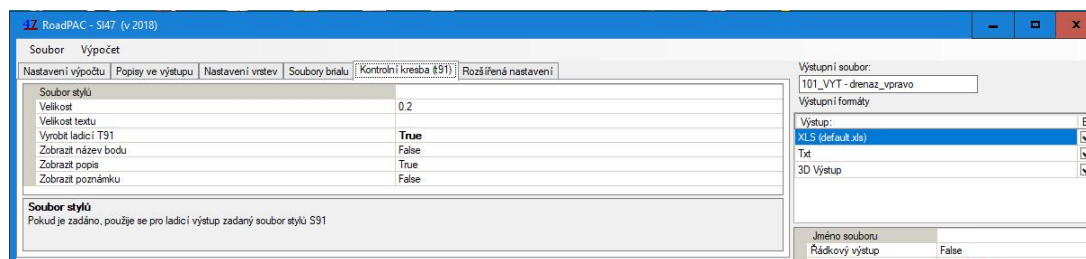 47 RoadPAC - SI47 (v 2018)
Soubor Výpočet
Nastavení výpočtu Popisy ve výstupu Nastavení vrstev Soubory brialu Kontrolní kresba (t91) Rozšířená nastavení
Soubor stylů
Velikost 0.2
Velikost textu
Vyrobit ladicí T91 True
Zobrazit název bodu False
Zobrazit popis True
Zobrazit poznámku False
Soubor stylů
Pokud je zadáno, použije se pro ladicí výstup zadaný soubor stylů S91
Výstupní soubor:
101_VYT - drenaz_vpravo
Výstupní formáty
Výstup:
XLS (default.xls)
Txt
3D Výstup
Jméno souboru
Řádkový výstup False